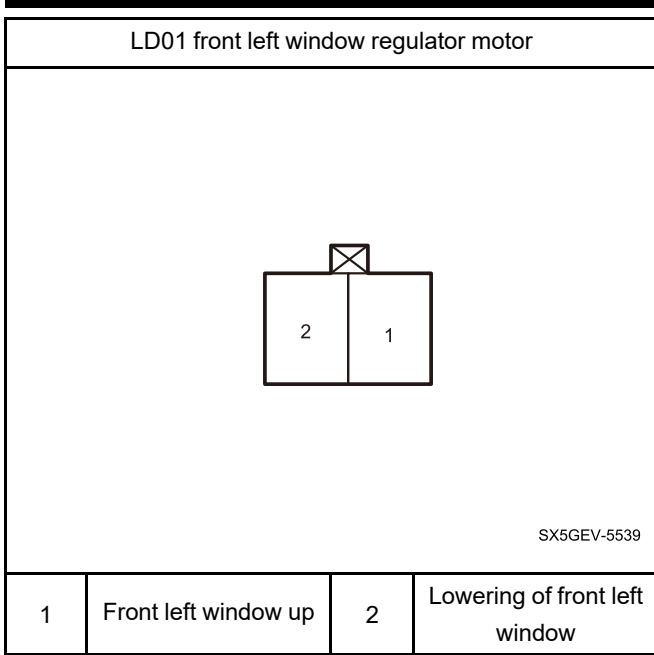 LD01 front left window regulator motor
2
1
SX5GEV-5539
1
Front left window up
2
Lowering of front left
window